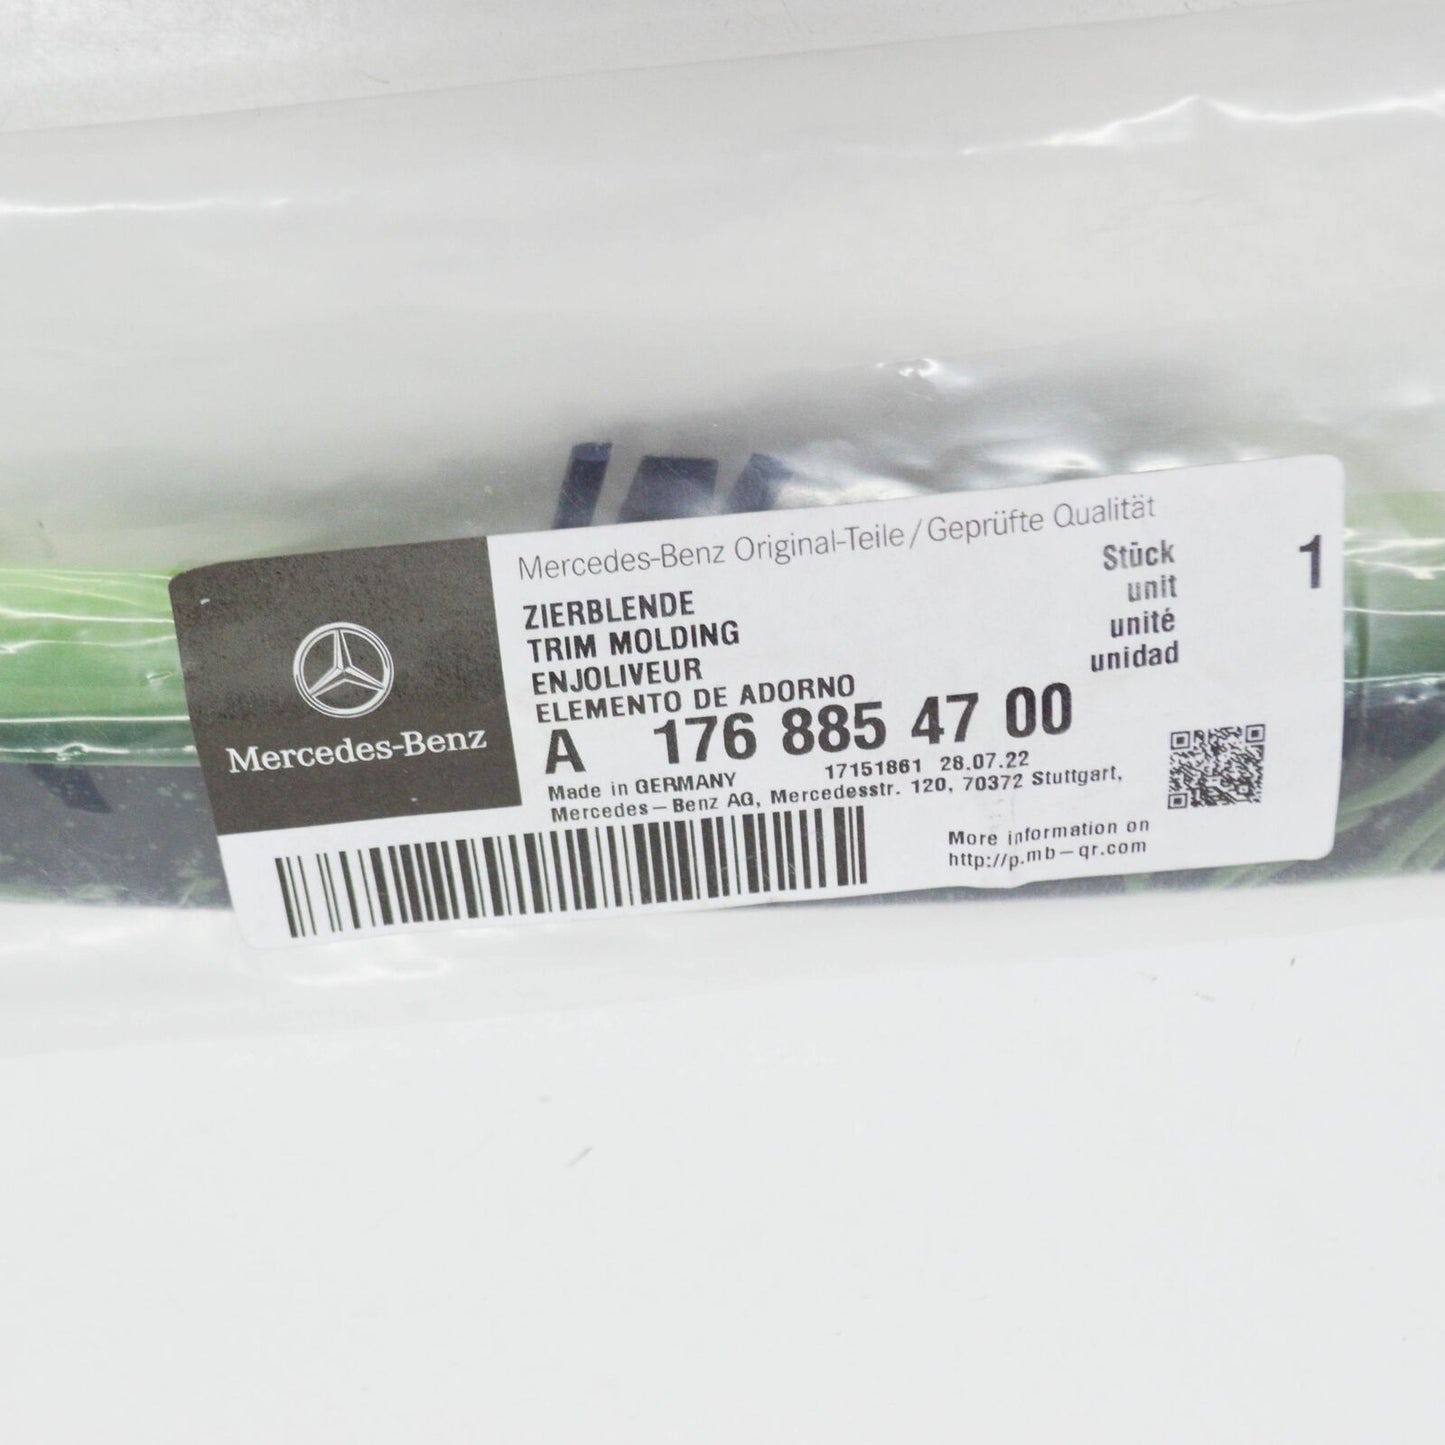 Mercedes-Benz Original-Teile / Geprüfte Qualität
ZIERBLENDE
TRIM MOLDING
ENJOLIVEUR
ELEMENTO DE ADORNO
Stück
unit
unité
unidad
1
A 176 885 47 00
Made in GERMANY 17151861 28.07.22
Mercedes-Benz AG, Mercedesstr. 120, 70372 Stuttgart,
More information on
http://p.mb-qr.com
Mercedes-Benz